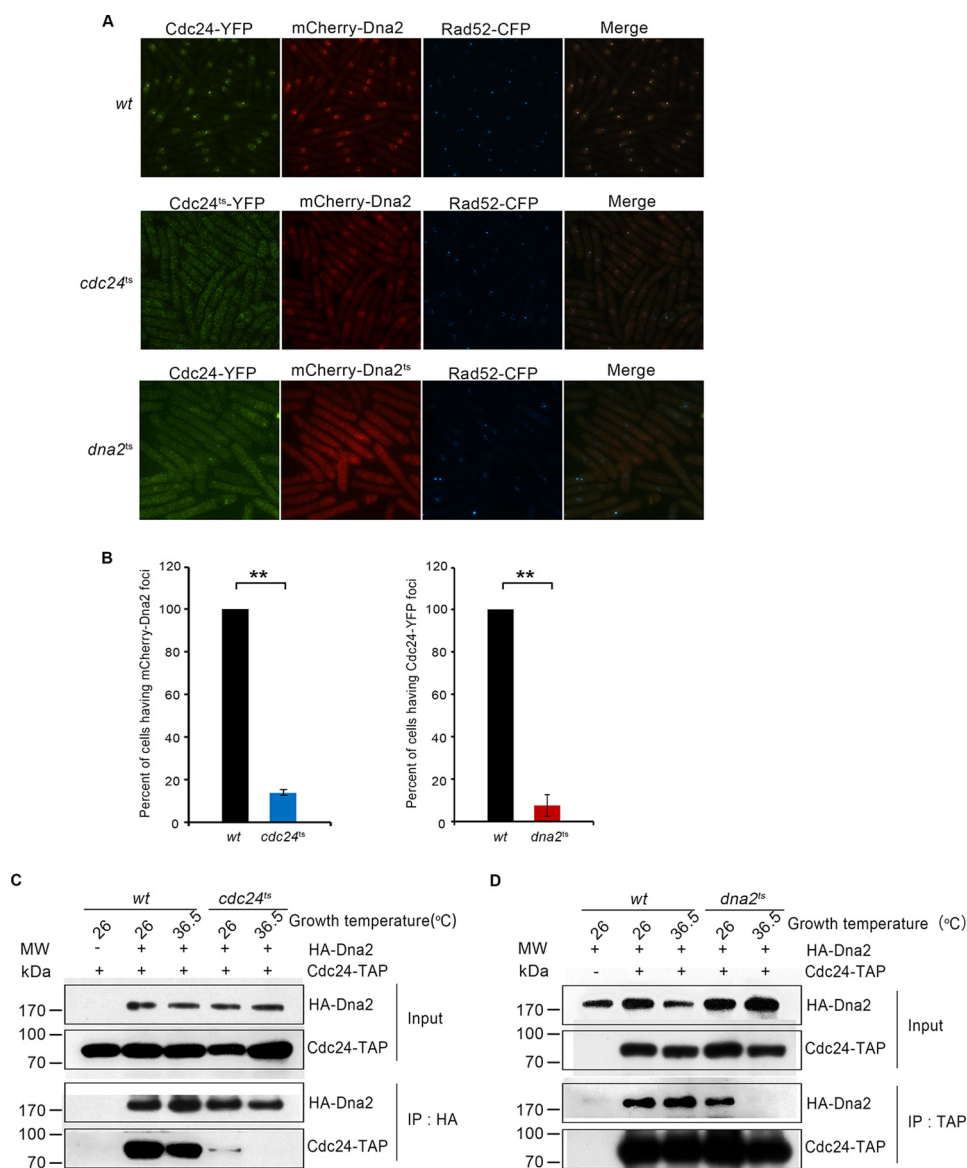 A
Cdc24-YFP mCherry-Dna2 Rad52-CFP Merge
wt
Cdc24ts-YFP mCherry-Dna2 Rad52-CFP Merge
cdc24ts
Cdc24-YFP mCherry-Dna2ts Rad52-CFP Merge
dna2ts
B
Percent of cells having mCherry-Dna2 foci
120
100
80
60
40
20
0
**
wt cdc24ts
Percent of cells having Cdc24-YFP foci
120
100
80
60
40
20
0
**
wt dna2ts
C
wt cdc24ts
26 26 36.5 26 36.5 Growth temperature(°C)
MW - + + + + HA-Dna2
kDa + + + + + Cdc24-TAP
170 HA-Dna2
Input
100
70 Cdc24-TAP
170 HA-Dna2
IP : HA
100
70 Cdc24-TAP
D
wt dna2ts
26 26 36.5 26 36.5 Growth temperature (°C)
MW + + + + + HA-Dna2
kDa - + + + + Cdc24-TAP
170 HA-Dna2
Input
100
70 Cdc24-TAP
170 HA-Dna2
IP : TAP
100
70 Cdc24-TAP